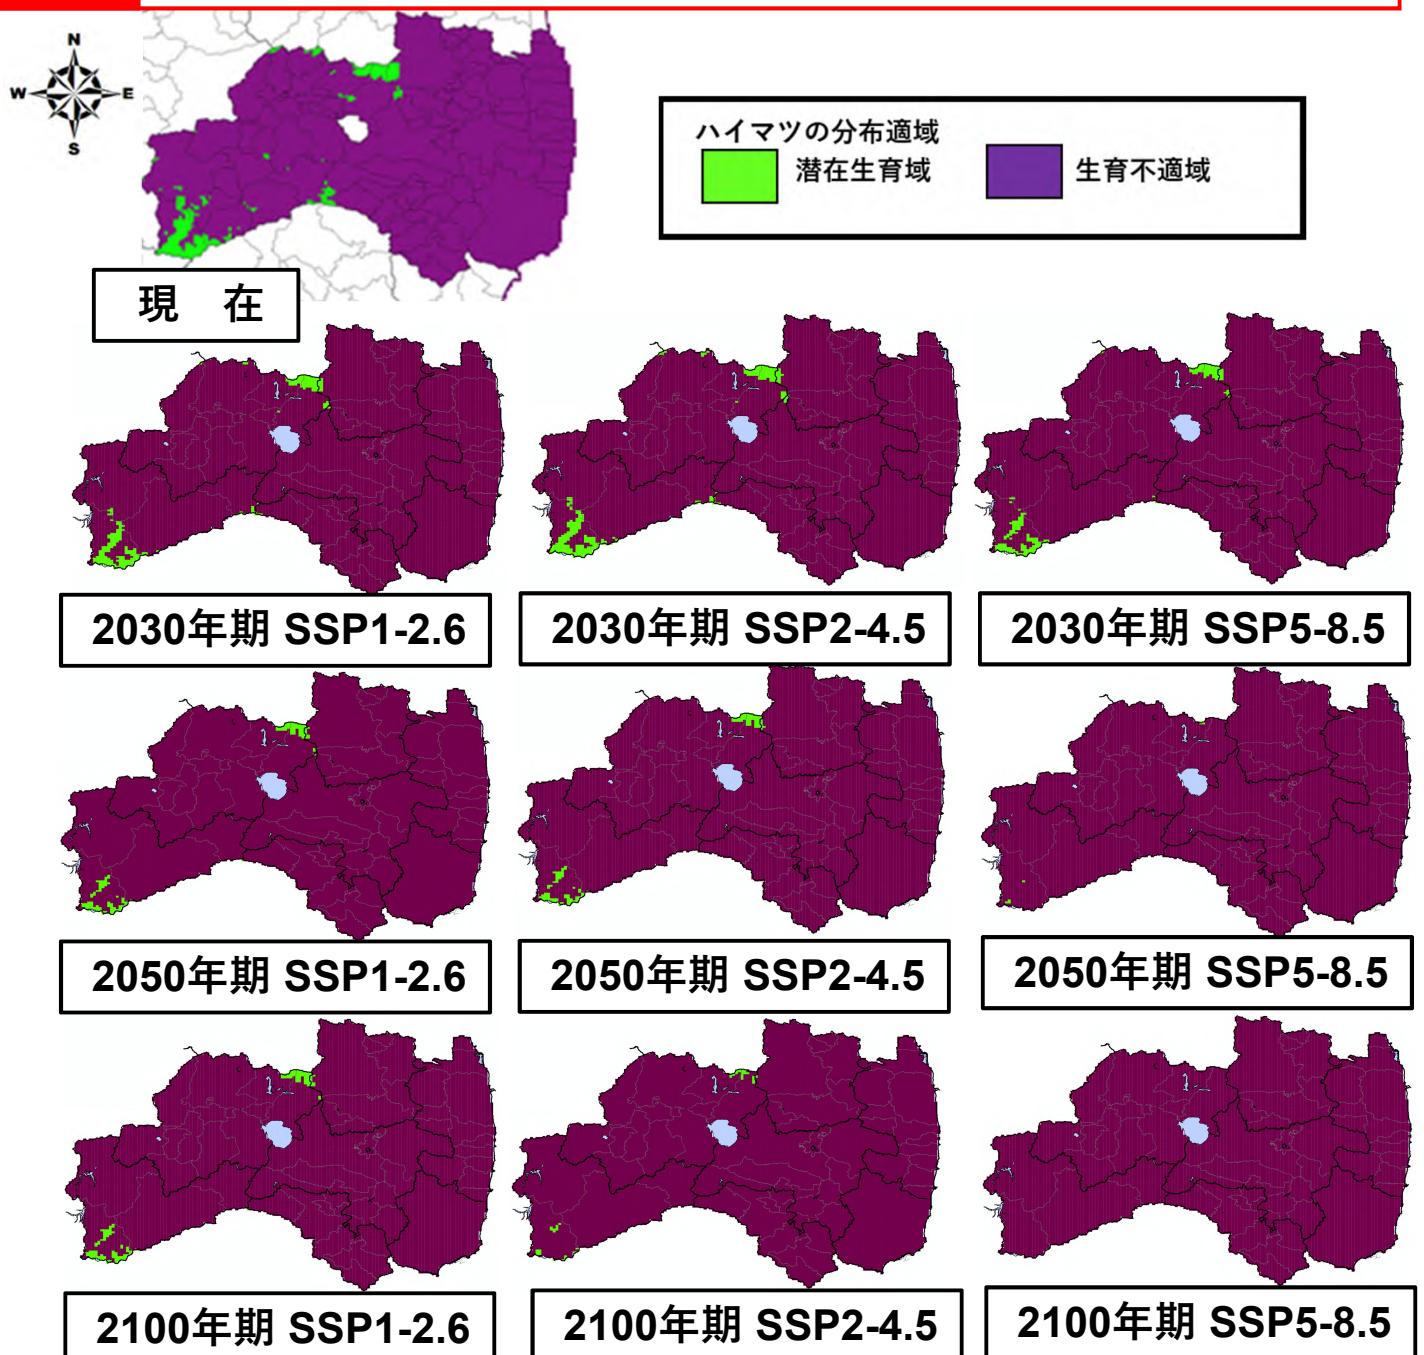 N
W E
S
ハイマツの分布適域
潜在生育域 生育不適域
現 在
2030年期 SSP1-2.6
2030年期 SSP2-4.5
2030年期 SSP5-8.5
2050年期 SSP1-2.6
2050年期 SSP2-4.5
2050年期 SSP5-8.5
2100年期 SSP1-2.6
2100年期 SSP2-4.5
2100年期 SSP5-8.5